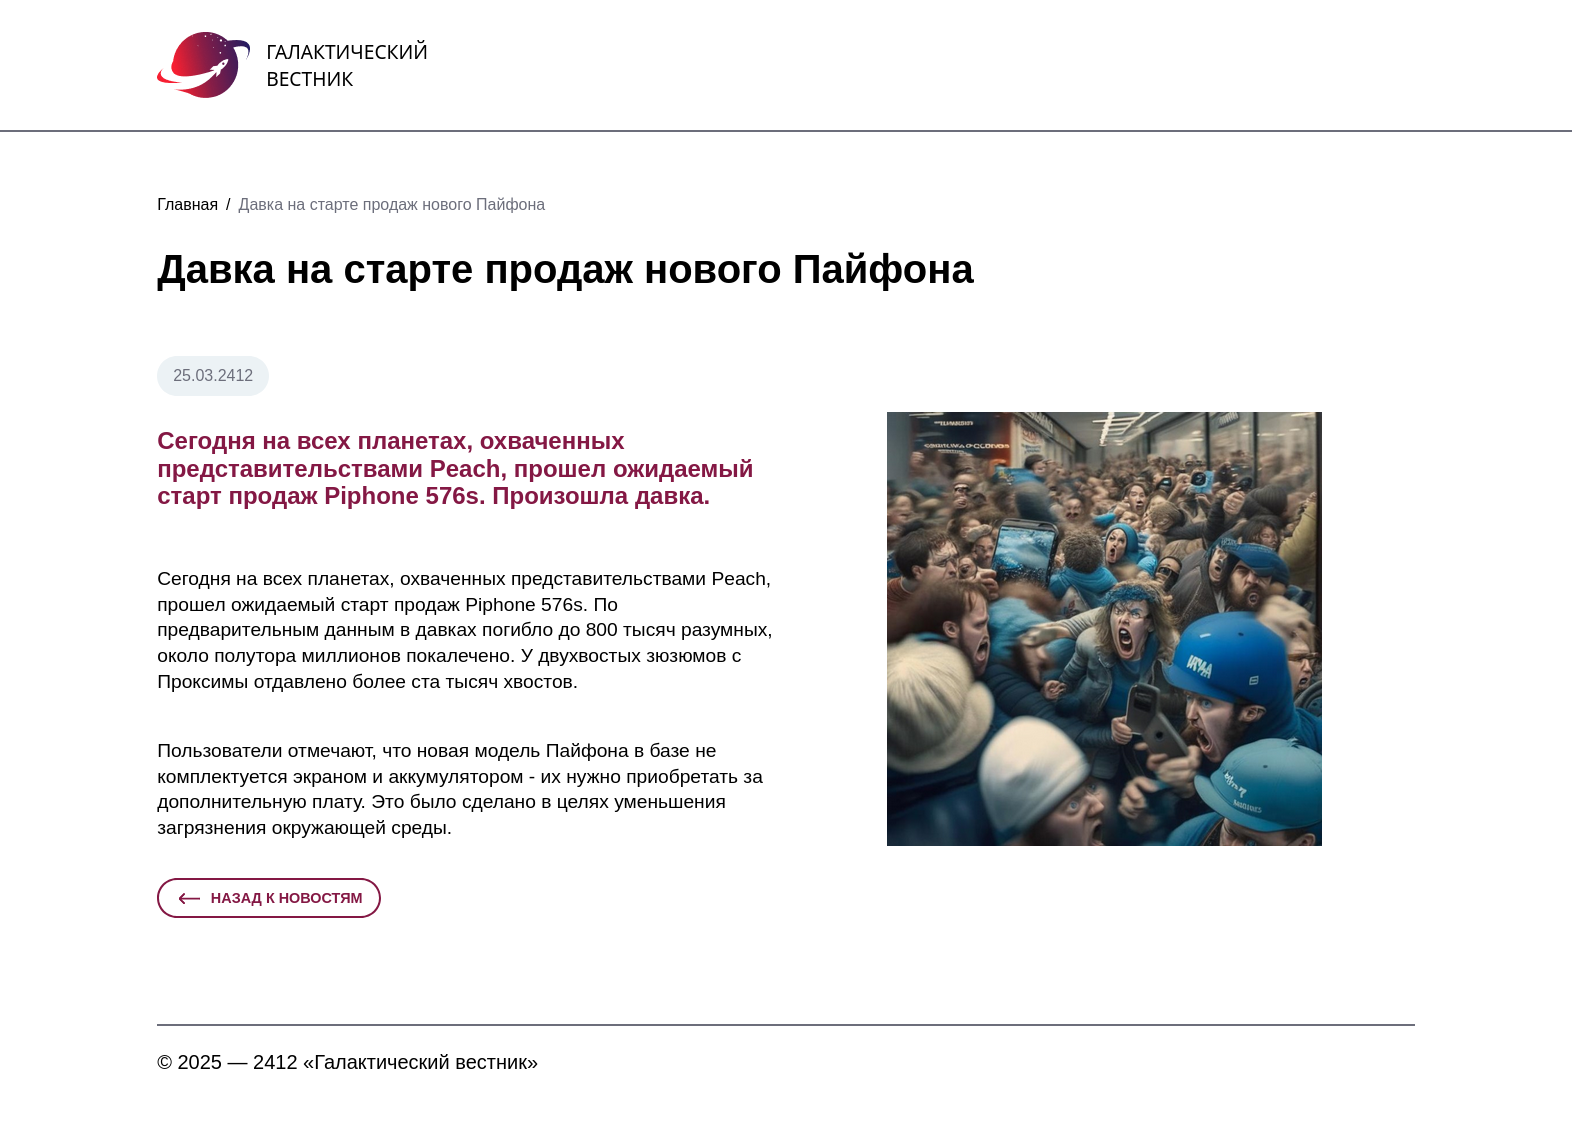 ГАЛАКТИЧЕСКИЙ
ВЕСТНИК
Главная / Давка на старте продаж нового Пайфона
Давка на старте продаж нового Пайфона
25.03.2412
Сегодня на всех планетах, охваченных
представительствами Peach, прошел ожидаемый
старт продаж Piphone 576s. Произошла давка.
Сегодня на всех планетах, охваченных представительствами Peach,
прошел ожидаемый старт продаж Piphone 576s. По
предварительным данным в давках погибло до 800 тысяч разумных,
около полутора миллионов покалечено. У двухвостых зюзюмов с
Проксимы отдавлено более ста тысяч хвостов.
Пользователи отмечают, что новая модель Пайфона в базе не
комплектуется экраном и аккумулятором - их нужно приобретать за
дополнительную плату. Это было сделано в целях уменьшения
загрязнения окружающей среды.
НАЗАД К НОВОСТЯМ
© 2025 — 2412 «Галактический вестник»